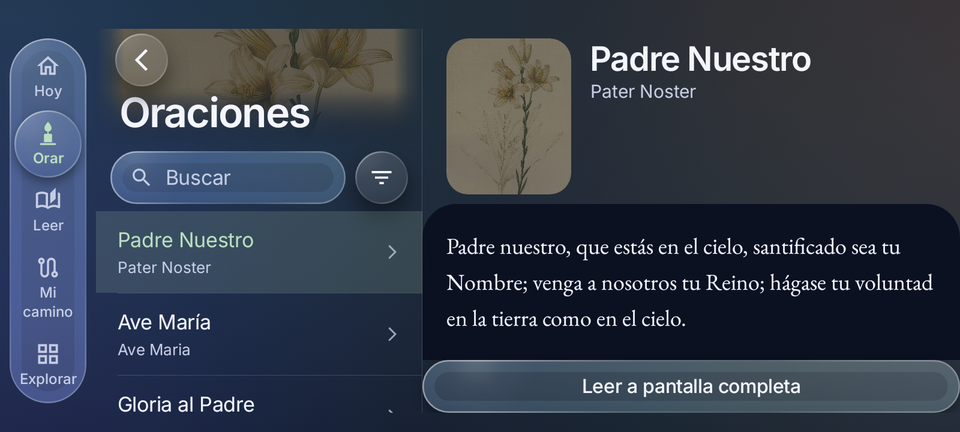 Hoy
Orar
Leer
Mi
camino
Explorar
Oraciones
Buscar
Padre Nuestro
Pater Noster
Ave María
Ave Maria
Gloria al Padre
Padre Nuestro
Pater Noster
Padre nuestro, que estás en el cielo, santificado sea tu
Nombre; venga a nosotros tu Reino; hágase tu voluntad
en la tierra como en el cielo.
Leer a pantalla completa